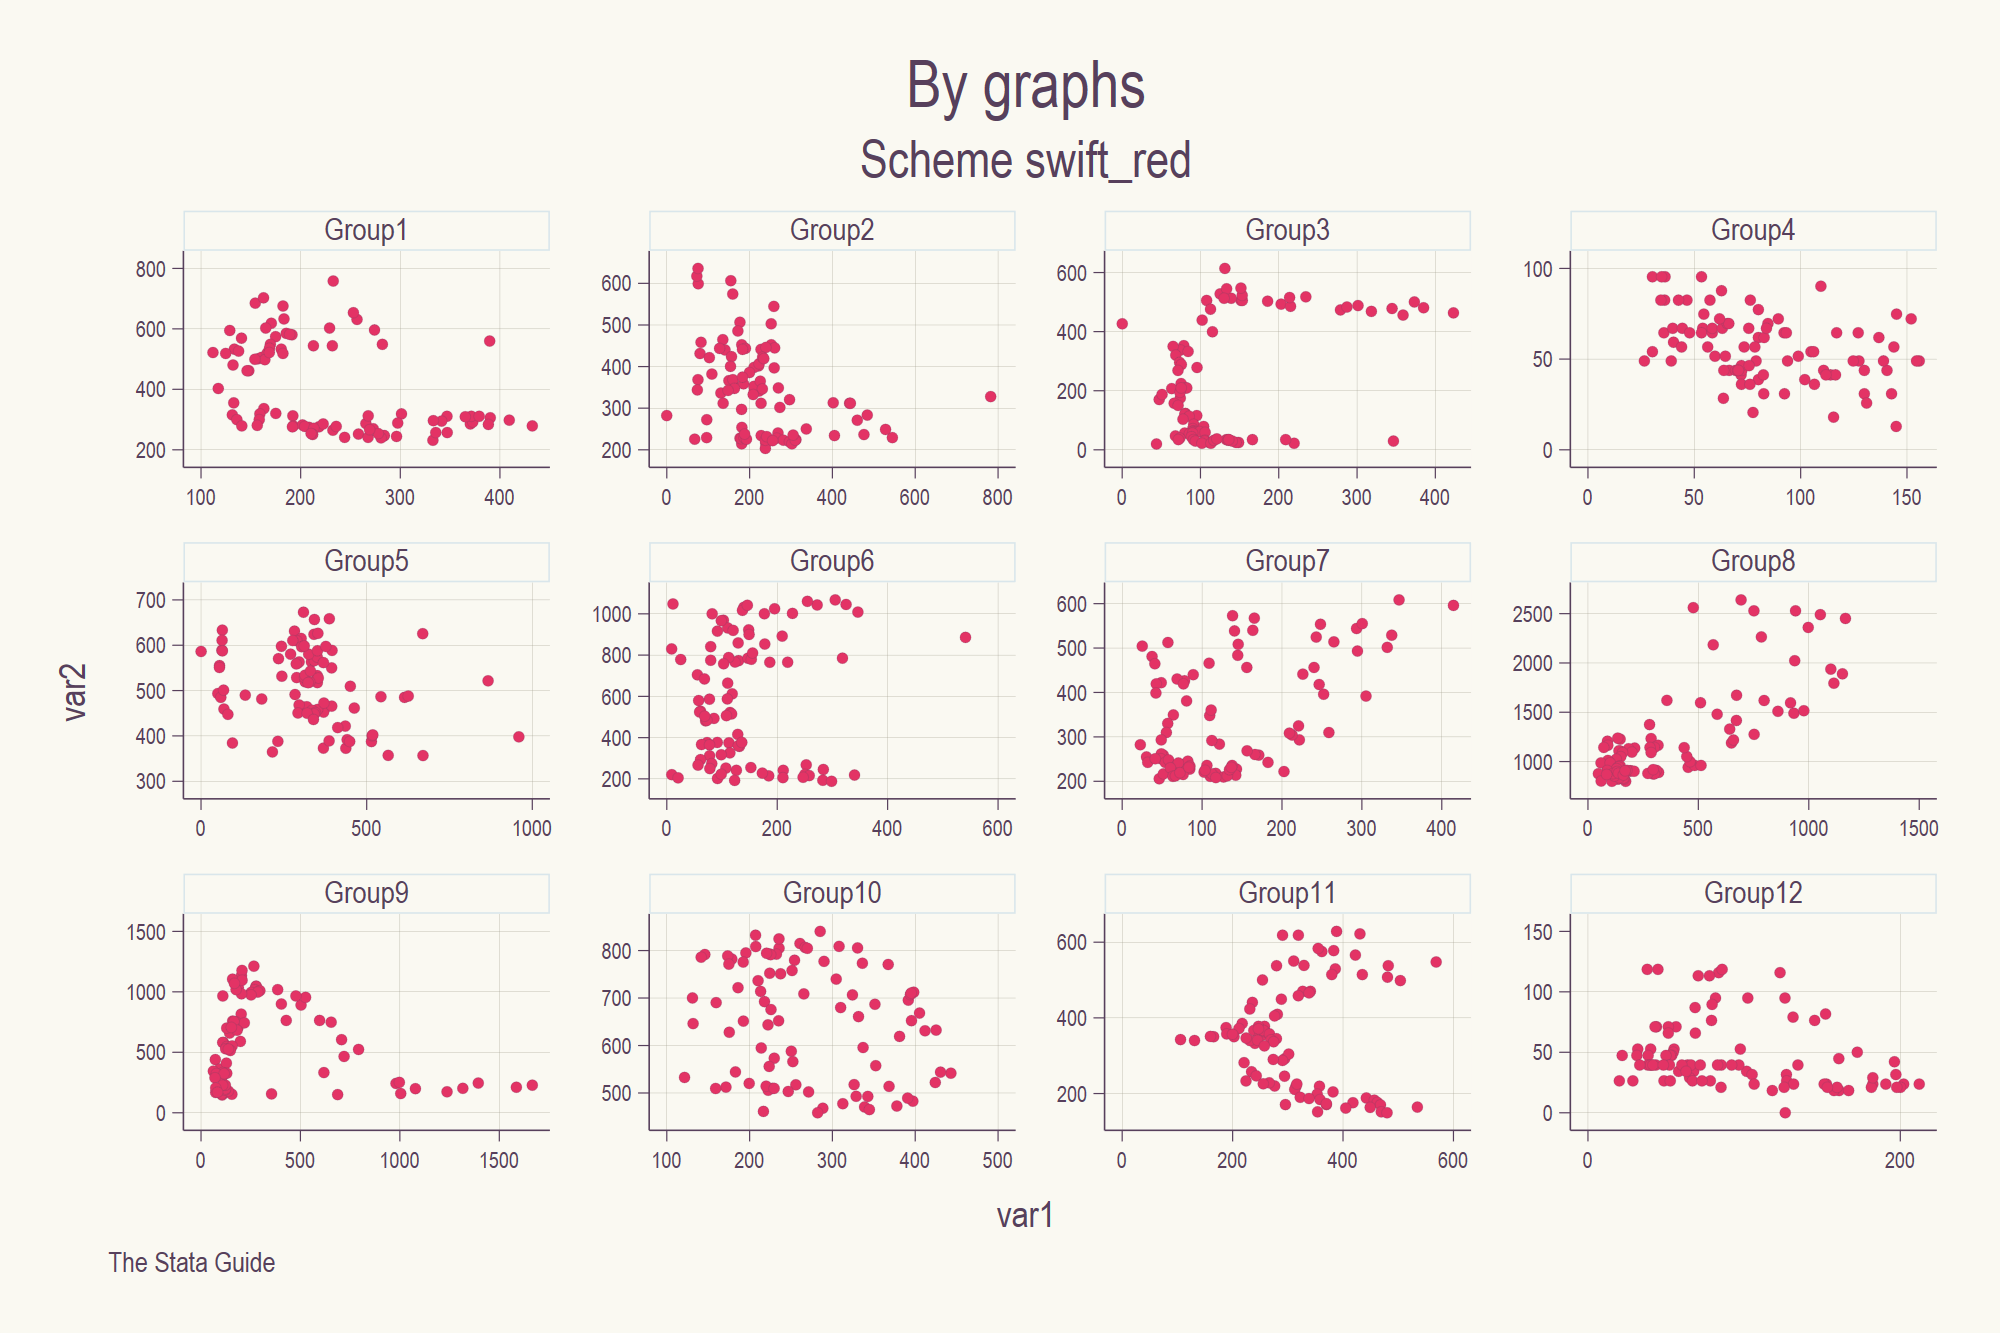 By graphs
Scheme swift_red
Group1
Group2
Group3
Group4
800
600
400
200
100 200 300 400
600
500
400
300
200
0 200 400 600 800
600
400
200
0
0 100 200 300 400
100
50
0
0 50 100 150
Group5
Group6
Group7
Group8
700
600
500
400
300
0 500 1000
1000
800
600
400
200
0 200 400 600
600
500
400
300
200
0 100 200 300 400
2500
2000
1500
1000
0 500 1000 1500
var2
Group9
Group10
Group11
Group12
1500
1000
500
0
0 500 1000 1500
800
700
600
500
100 200 300 400 500
600
400
200
0 200 400 600
150
100
50
0
0 200
var1
The Stata Guide